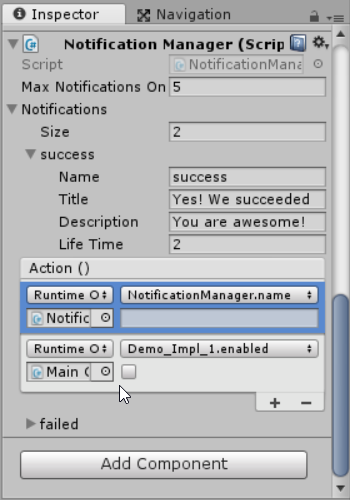 Inspector Navigation
Notification Manager (Scrip
Script NotificationMana
Max Notifications On 5
Notifications
Size 2
success
Name success
Title Yes! We succeeded
Description You are awesome!
Life Time 2
Action ()
Runtime O NotificationManager.name
Notific
Runtime O Demo_Impl_1.enabled
Main (
+ −
failed
Add Component